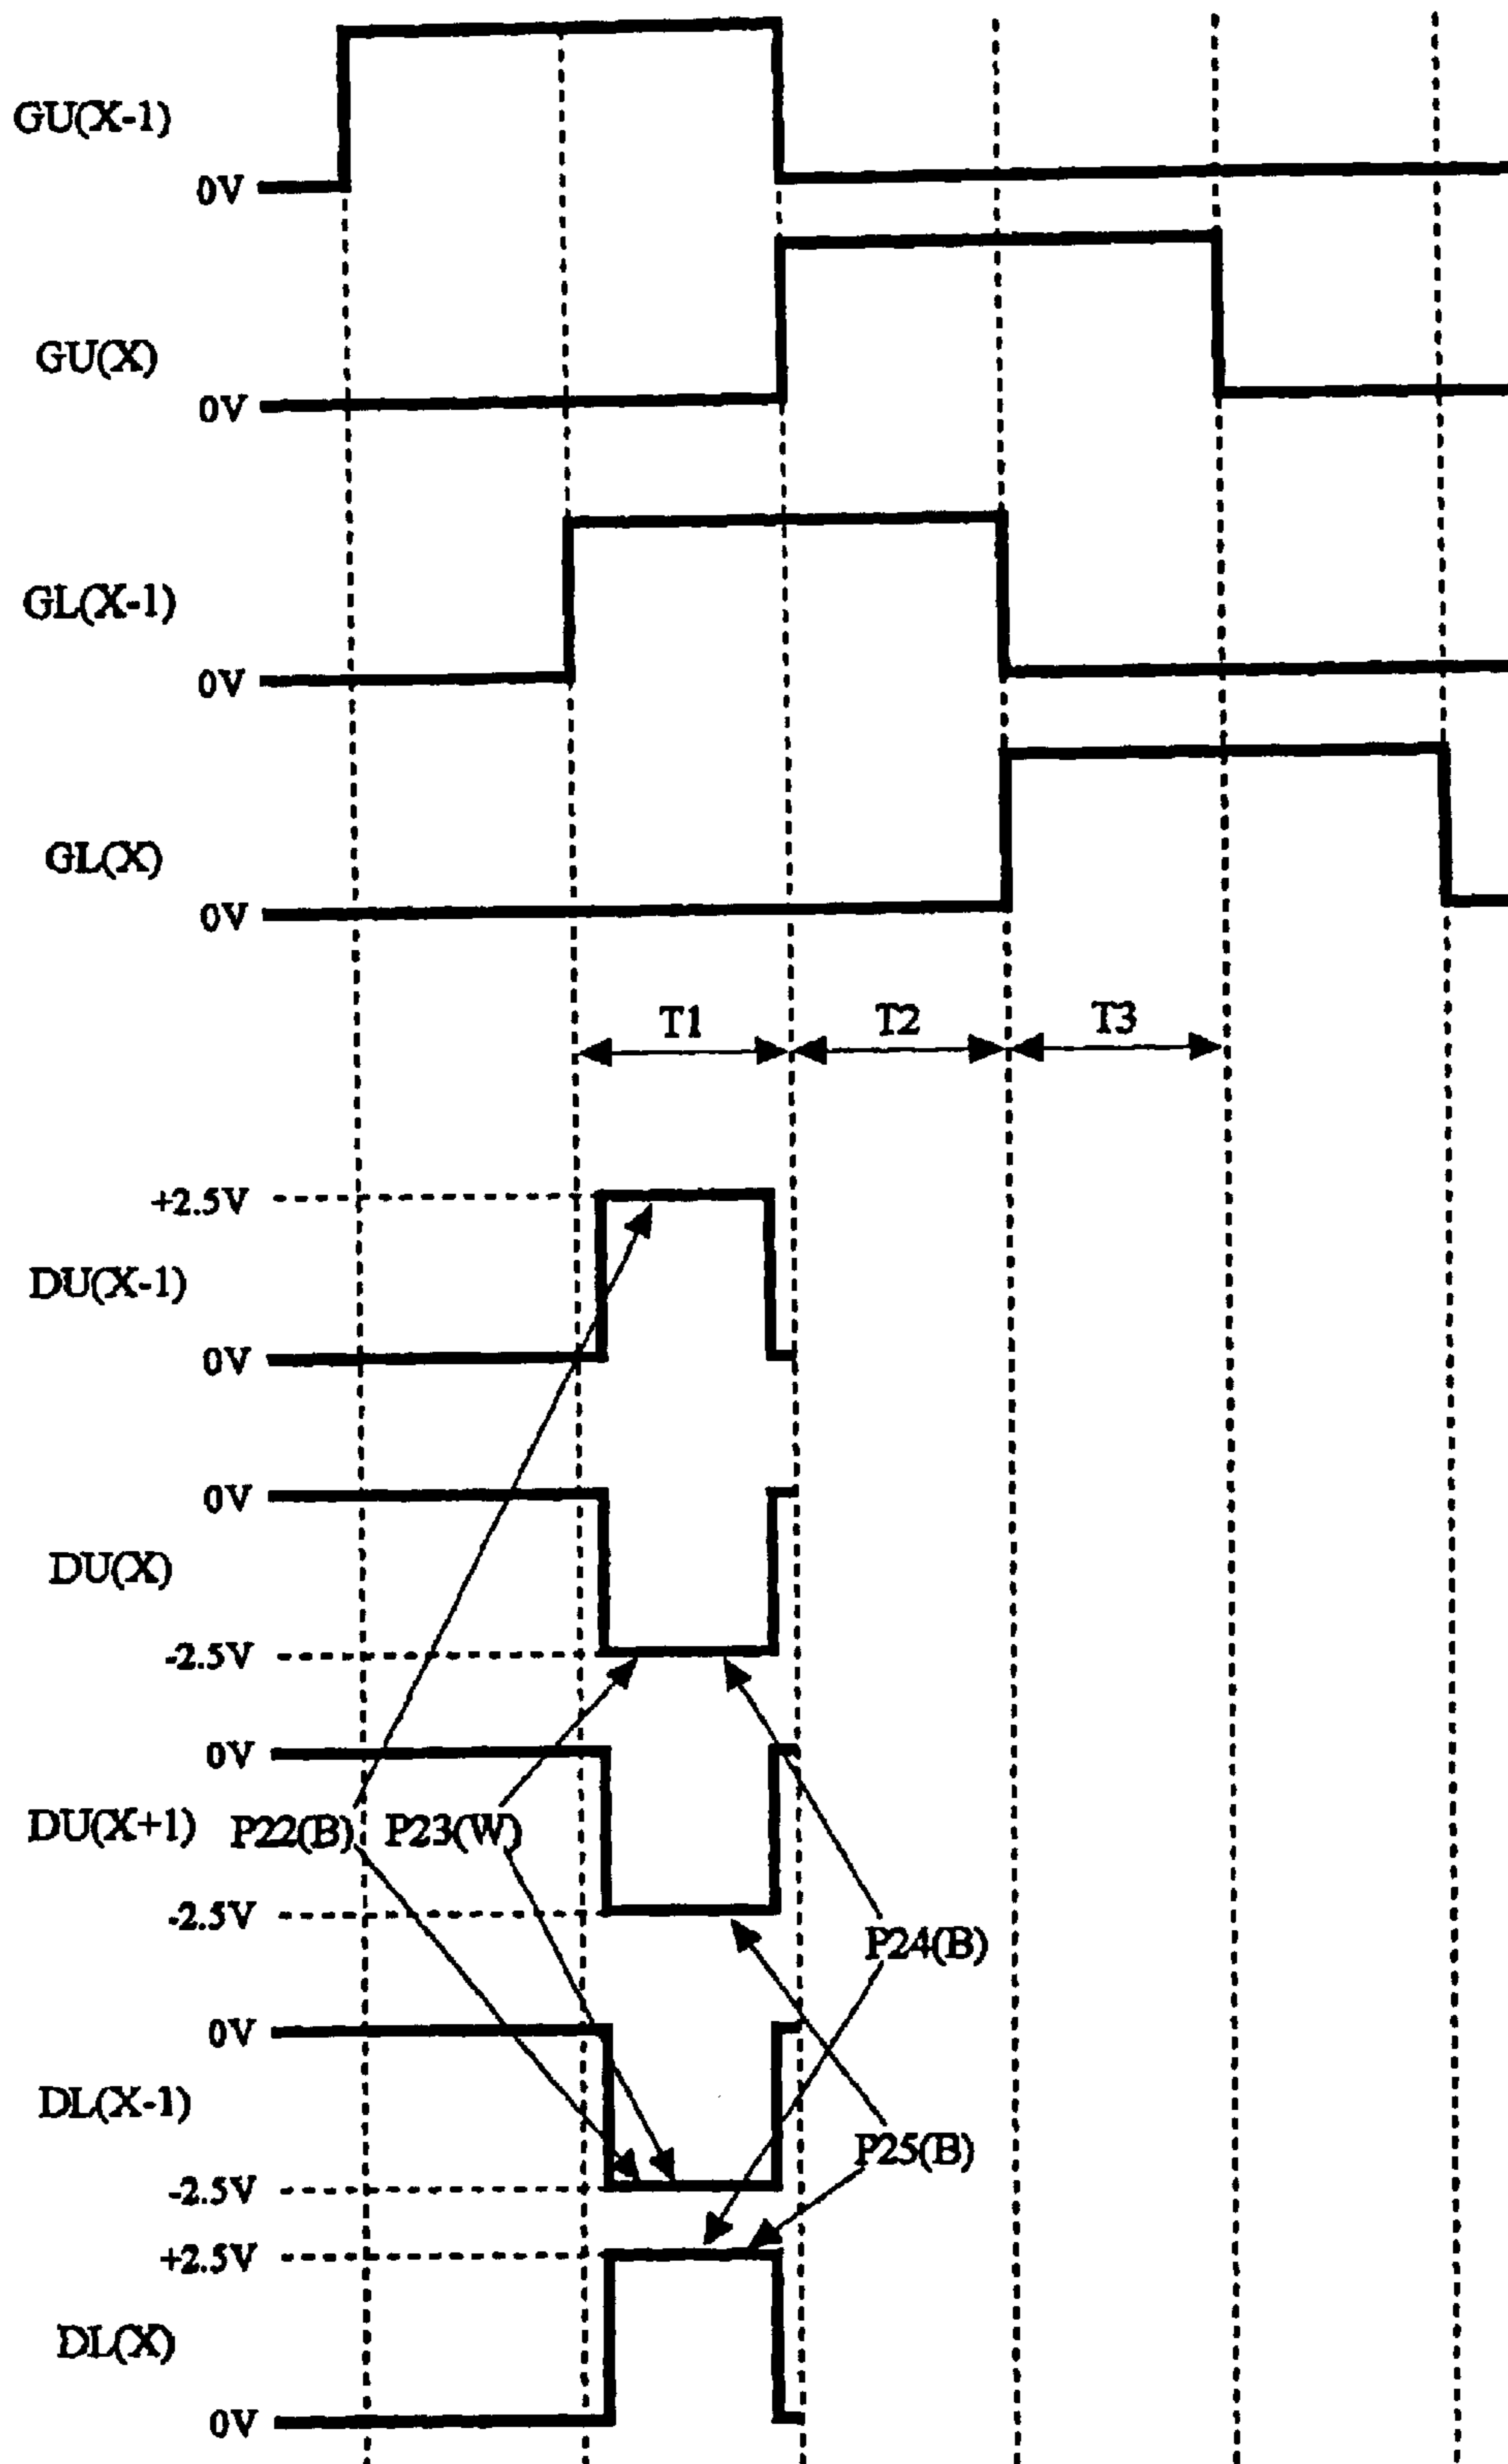 GU(X-1)
0V
GU(X)
0V
GL(X-1)
0V
GL(X)
0V
T1 T2 T3
+2.5V
DU(X-1)
0V
0V
DU(X)
-2.5V
0V
DU(X+1) P22(B) P23(W)
-2.5V
P24(B)
0V
DL(X-1)
P25(B)
-2.5V
+2.5V
DL(X)
0V